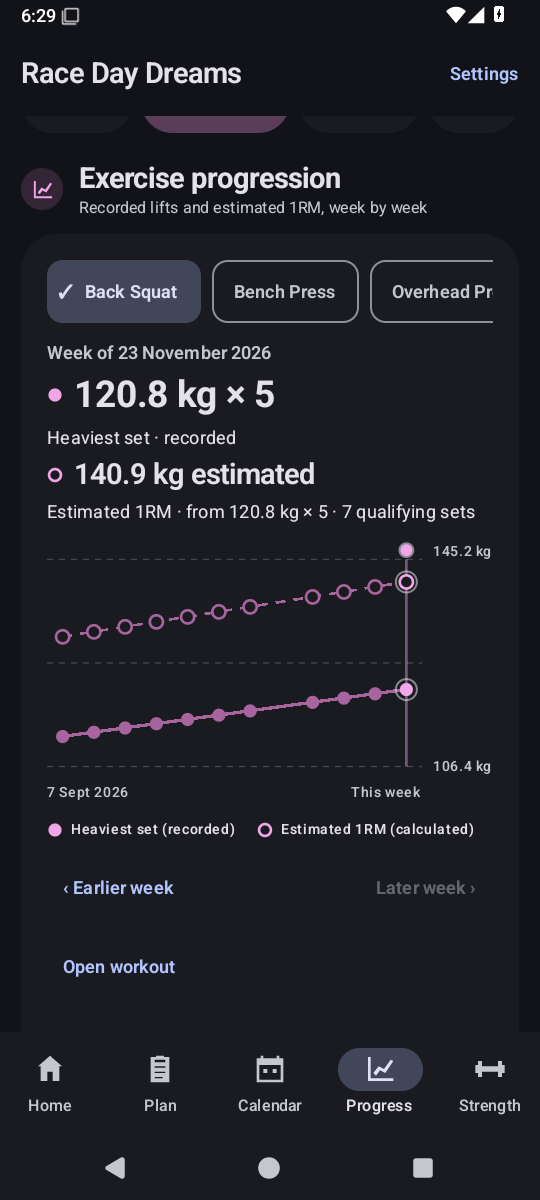 6:29
Race Day Dreams
Settings
Exercise progression
Recorded lifts and estimated 1RM, week by week
✓ Back Squat
Bench Press
Overhead Pr
Week of 23 November 2026
120.8 kg × 5
Heaviest set · recorded
140.9 kg estimated
Estimated 1RM · from 120.8 kg × 5 · 7 qualifying sets
145.2 kg
106.4 kg
7 Sept 2026
This week
Heaviest set (recorded)
Estimated 1RM (calculated)
‹ Earlier week
Later week ›
Open workout
Home
Plan
Calendar
Progress
Strength